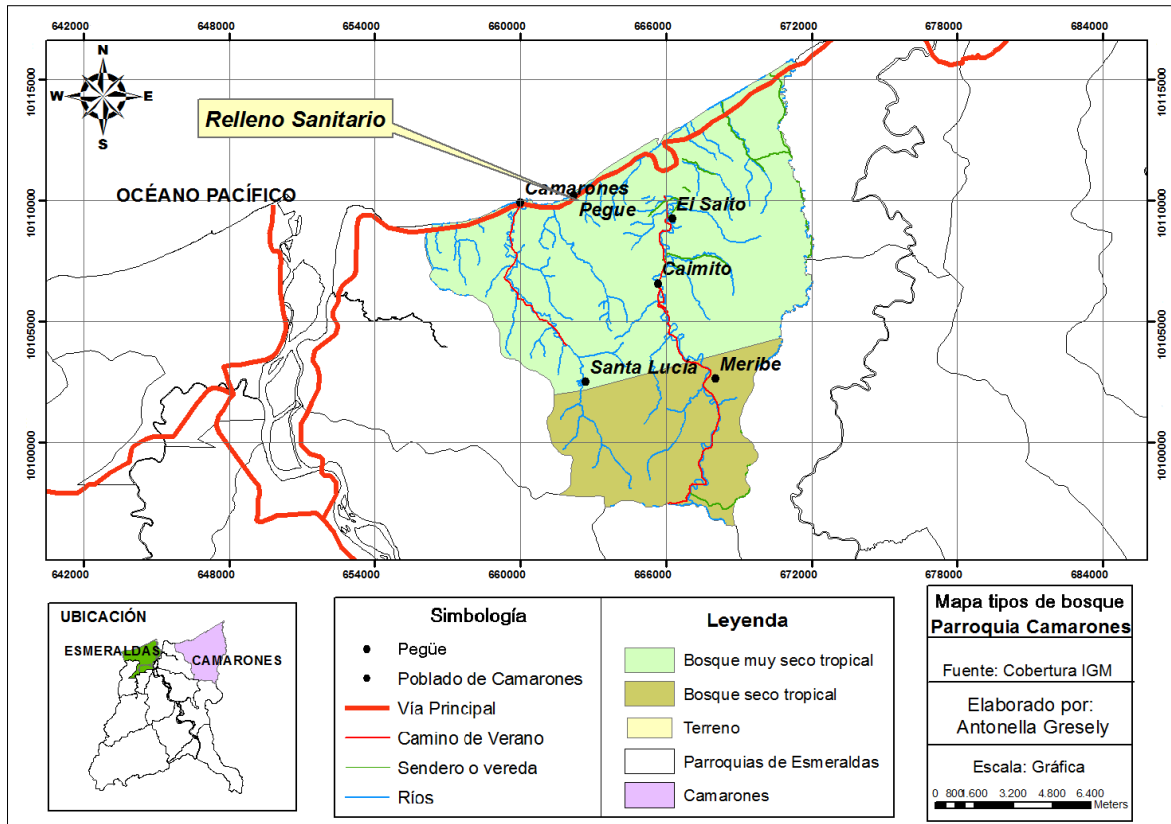 642000 648000 654000 660000 666000 672000 678000 684000
N
W E
S
10115000 10115000
Relleno Sanitario
OCÉANO PACÍFICO
Camarones
Pegue
El Salto
10110000 10110000
Caimito
10105000 10105000
Santa Lucia
Meribe
10100000 10100000
642000 648000 654000 660000 666000 672000 678000 684000
UBICACIÓN
ESMERALDAS
CAMARONES
Simbología
Pegüe
Poblado de Camarones
Vía Principal
Camino de Verano
Sendero o vereda
Ríos
Leyenda
Bosque muy seco tropical
Bosque seco tropical
Terreno
Parroquias de Esmeraldas
Camarones
Mapa tipos de bosque
Parroquia Camarones
Fuente: Cobertura IGM
Elaborado por:
Antonella Gresely
Escala: Gráfica
0 800 1.600 3.200 4.800 6.400
Meters